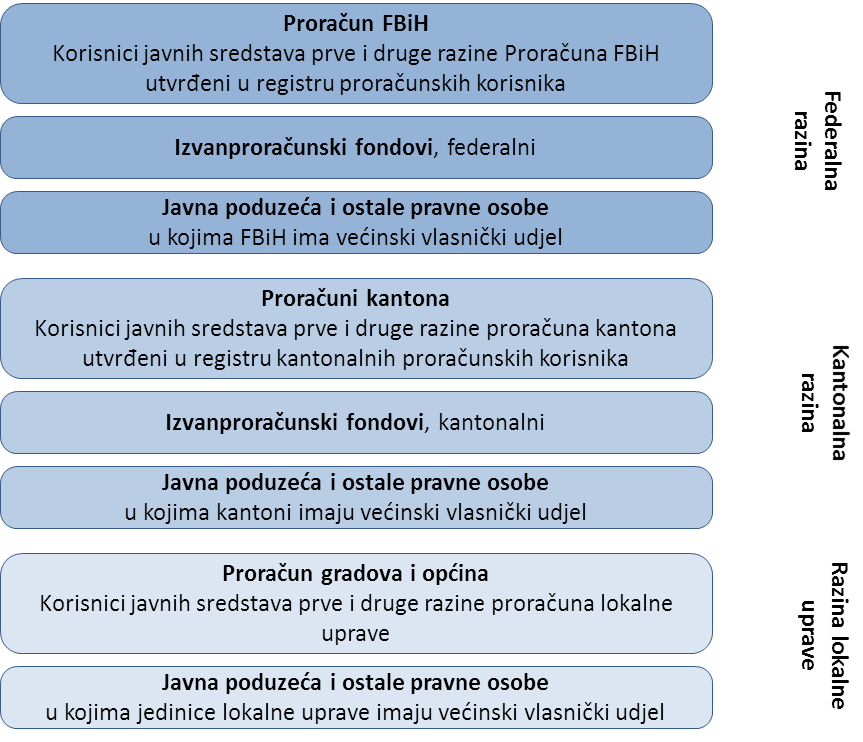 Proračun FBiH
Korisnici javnih sredstava prve i druge razine Proračuna FBiH
utvrđeni u registru proračunskih korisnika
Izvanproračunski fondovi, federalni
Javna poduzeća i ostale pravne osobe
u kojima FBiH ima većinski vlasnički udjel
Federalna
razina
Proračuni kantona
Korisnici javnih sredstava prve i druge razine proračuna kantona
utvrđeni u registru kantonalnih proračunskih korisnika
Izvanproračunski fondovi, kantonalni
Javna poduzeća i ostale pravne osobe
u kojima kantoni imaju većinski vlasnički udjel
Kantonalna
razina
Proračun gradova i općina
Korisnici javnih sredstava prve i druge razine proračuna lokalne
uprave
Javna poduzeća i ostale pravne osobe
u kojima jedinice lokalne uprave imaju većinski vlasnički udjel
Razina lokalne
uprave